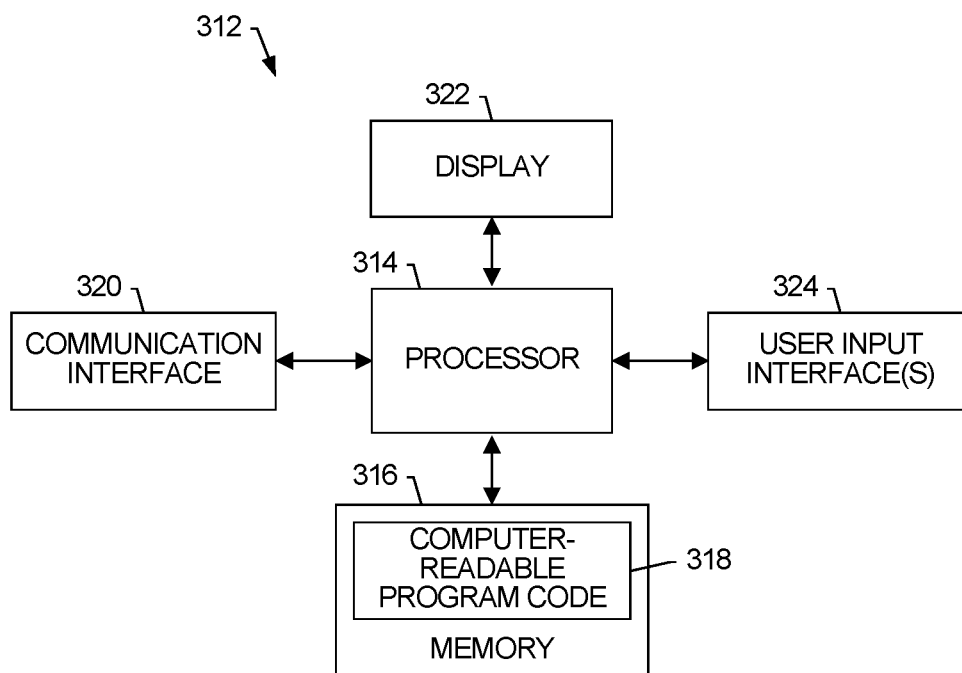 312
322
DISPLAY
314
320
324
COMMUNICATION
INTERFACE
PROCESSOR
USER INPUT
INTERFACE(S)
316
COMPUTER-
READABLE
PROGRAM CODE
318
MEMORY